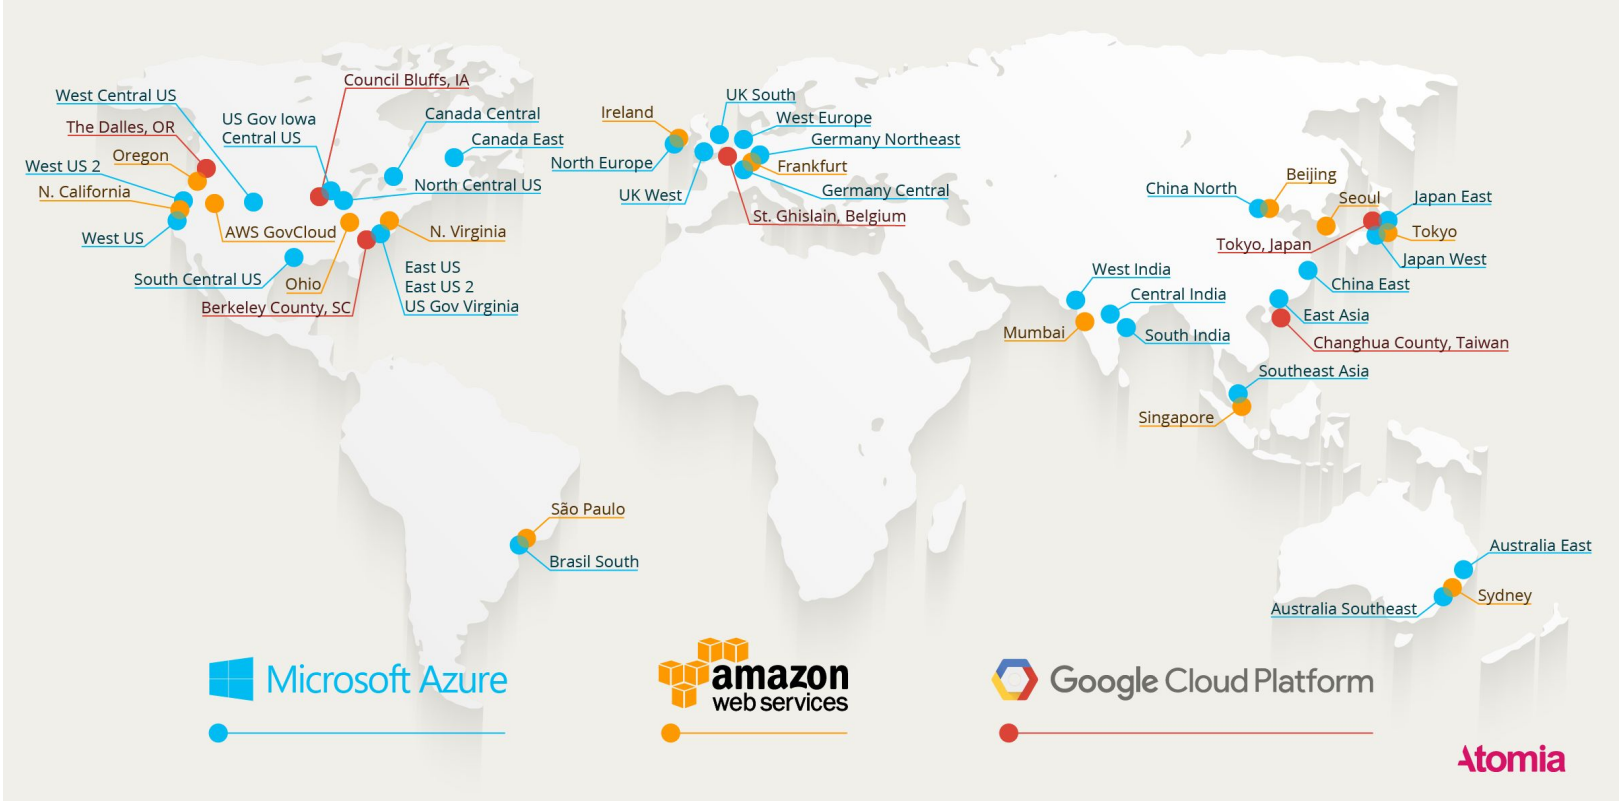 Council Bluffs, IA
West Central US
The Dalles, OR
US Gov Iowa
Central US
Canada Central
Canada East
Oregon
West US 2
N. California
North Central US
West US
AWS GovCloud
N. Virginia
South Central US
Ohio
Berkeley County, SC
East US
East US 2
US Gov Virginia
UK South
Ireland
West Europe
Germany Northeast
North Europe
Frankfurt
UK West
Germany Central
St. Ghislain, Belgium
Beijing
China North
Seoul
Japan East
Tokyo, Japan
Tokyo
Japan West
West India
China East
Central India
East Asia
Mumbai
South India
Changhua County, Taiwan
Southeast Asia
Singapore
São Paulo
Brasil South
Australia East
Sydney
Australia Southeast
Microsoft Azure
amazon
web services
Google Cloud Platform
Atomia